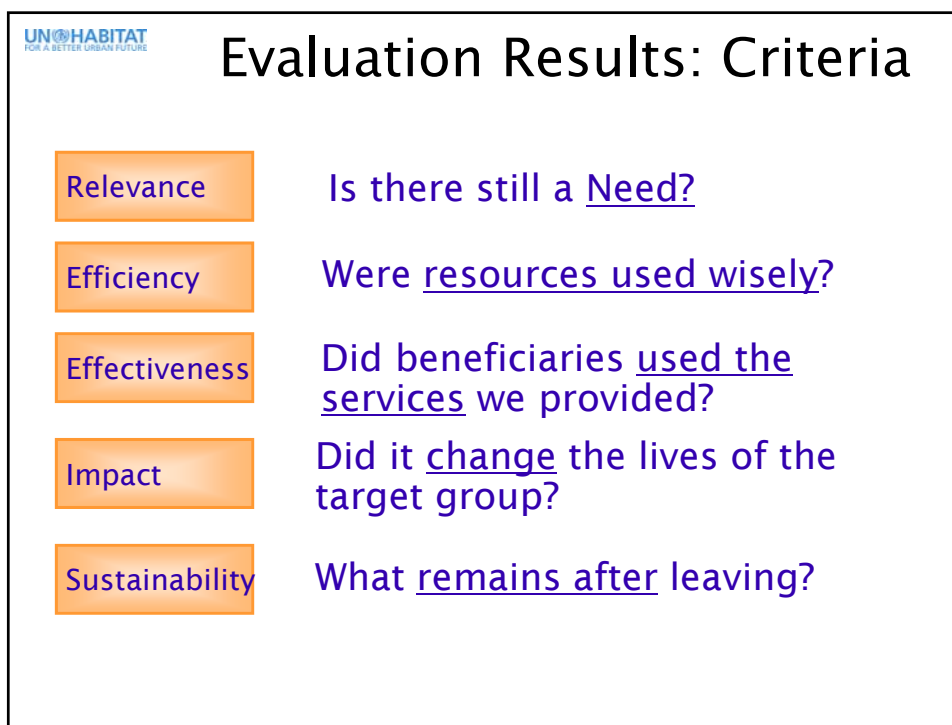 UN HABITAT
FOR A BETTER URBAN FUTURE
Evaluation Results: Criteria
Relevance
Is there still a Need?
Efficiency
Were resources used wisely?
Effectiveness
Did beneficiaries used the
services we provided?
Impact
Did it change the lives of the
target group?
Sustainability
What remains after leaving?